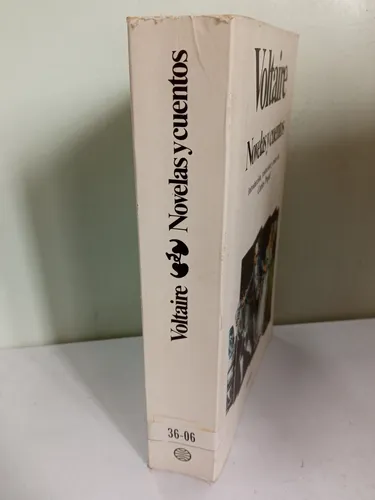 Voltaire Novelas y cuentos
36-06
Voltaire
Novelas y cuentos